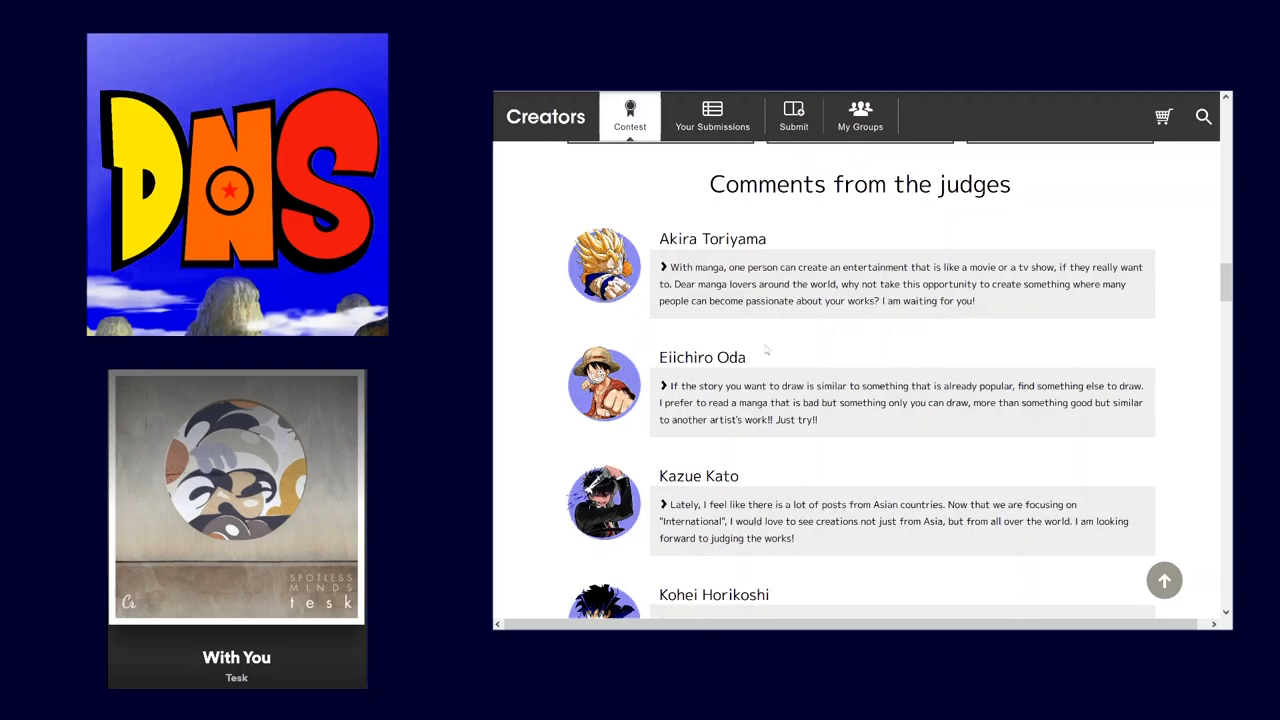 DNS
SPOTLESS
MINDS
tesk
Cr
With You
Tesk
Creators
Contest
Your Submissions
Submit
My Groups
Comments from the judges
Akira Toriyama
With manga, one person can create an entertainment that is like a movie or a tv show, if they really want
to. Dear manga lovers around the world, why not take this opportunity to create something where many
people can become passionate about your works? I am waiting for you!
Eiichiro Oda
If the story you want to draw is similar to something that is already popular, find something else to draw.
I prefer to read a manga that is bad but something only you can draw, more than something good but similar
to another artist's work!! Just try!!
Kazue Kato
Lately, I feel like there is a lot of posts from Asian countries. Now that we are focusing on
"International", I would love to see creations not just from Asia, but from all over the world. I am looking
forward to judging the works!
Kohei Horikoshi